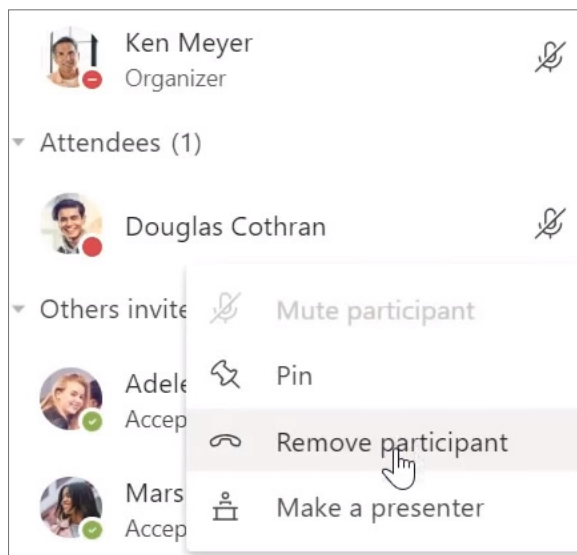 Ken Meyer
Organizer
Attendees (1)
Douglas Cothran
Others invite
Mute participant
Adele
Pin
Accep
Remove participant
Mars
Make a presenter
Accep